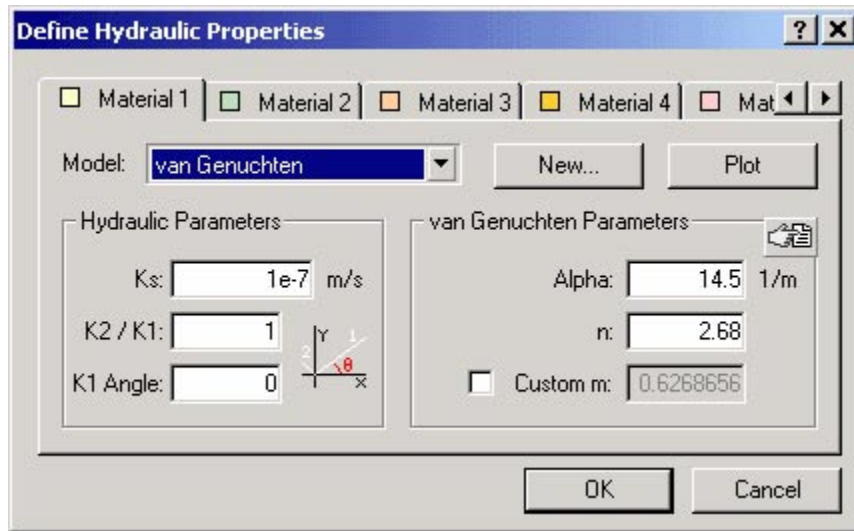 Define Hydraulic Properties
Material 1 Material 2 Material 3 Material 4 Mat
Model: van Genuchten New... Plot
Hydraulic Parameters van Genuchten Parameters
Ks: 1e-7 m/s Alpha: 14.5 1/m
K2 / K1: 1 n: 2.68
K1 Angle: 0 Custom m: 0.6268656
Y 1 2 θ X
OK Cancel